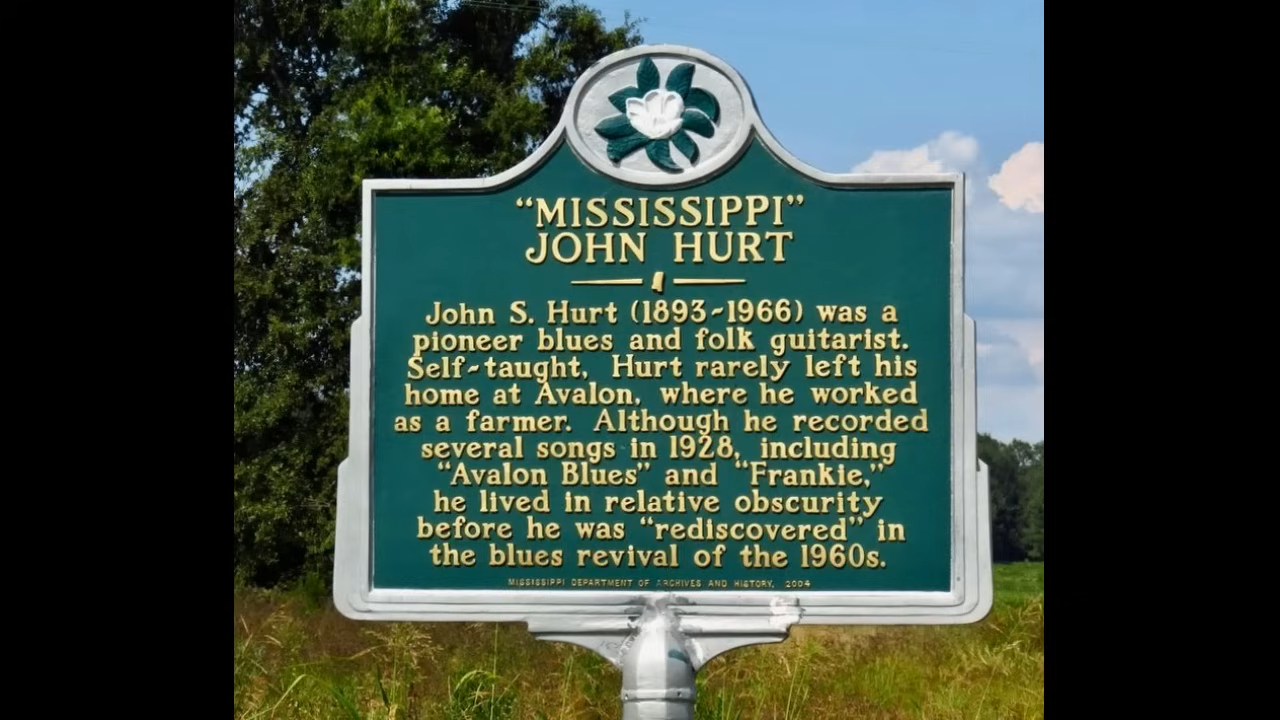 "MISSISSIPPI"
JOHN HURT
John S. Hurt (1893~1966) was a
pioneer blues and folk guitarist.
Self~taught, Hurt rarely left his
home at Avalon, where he worked
as a farmer. Although he recorded
several songs in 1928, including
"Avalon Blues" and "Frankie,"
he lived in relative obscurity
before he was "rediscovered" in
the blues revival of the 1960s.
MISSISSIPPI DEPARTMENT OF ARCHIVES AND HISTORY, 2004